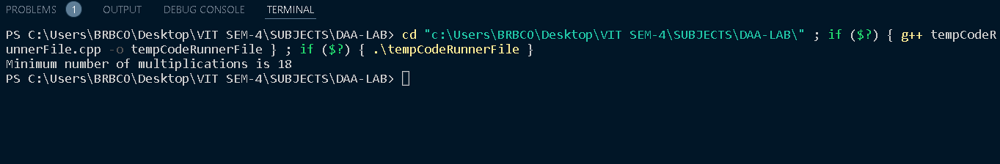 PROBLEMS 1 OUTPUT DEBUG CONSOLE TERMINAL
PS C:\Users\BRBCO\Desktop\VIT SEM-4\SUBJECTS\DAA-LAB> cd "c:\Users\BRBCO\Desktop\VIT SEM-4\SUBJECTS\DAA-LAB\" ; if ($?) { g++ tempCodeR
unnerFile.cpp -o tempCodeRunnerFile } ; if ($?) { .\tempCodeRunnerFile }
Minimum number of multiplications is 18
PS C:\Users\BRBCO\Desktop\VIT SEM-4\SUBJECTS\DAA-LAB>